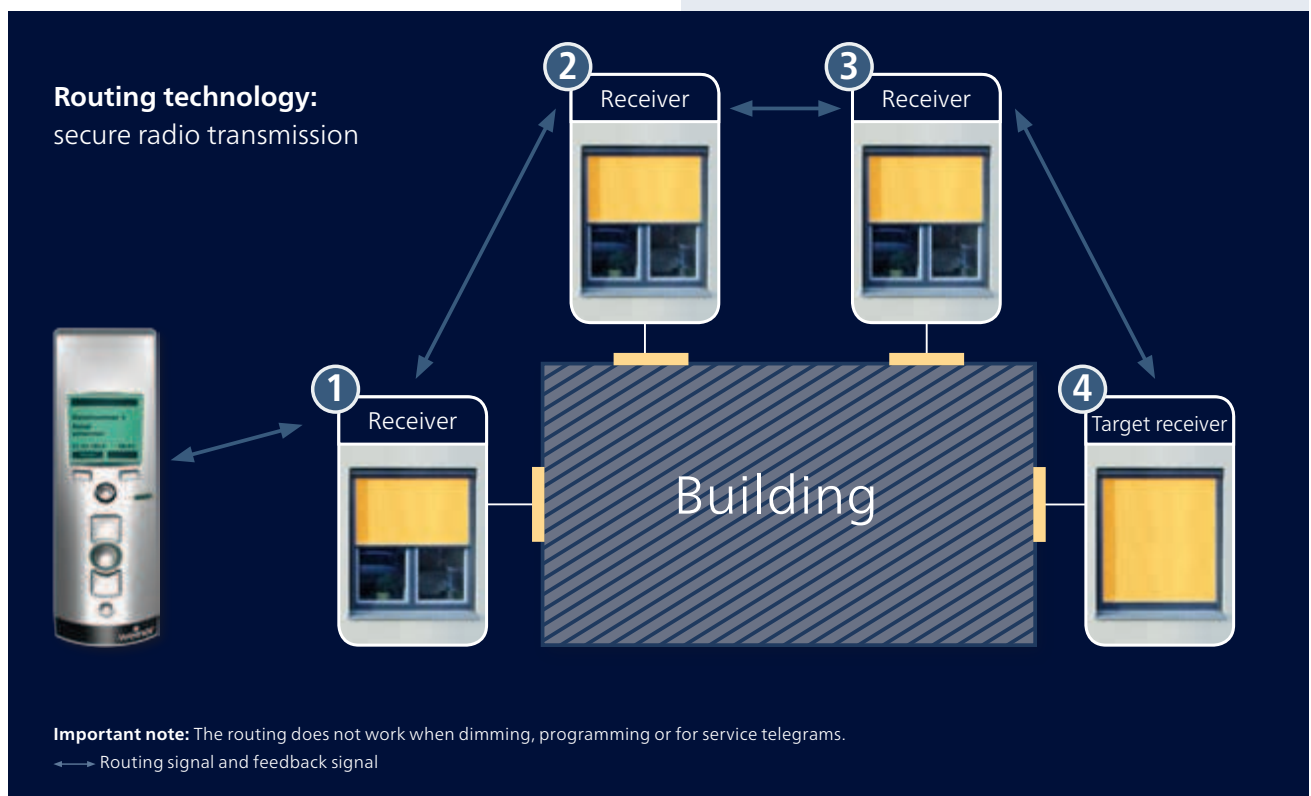 Routing technology:
secure radio transmission
2
Receiver
3
Receiver
1
Receiver
4
Target receiver
Building
weinor
Important note: The routing does not work when dimming, programming or for service telegrams.
Routing signal and feedback signal